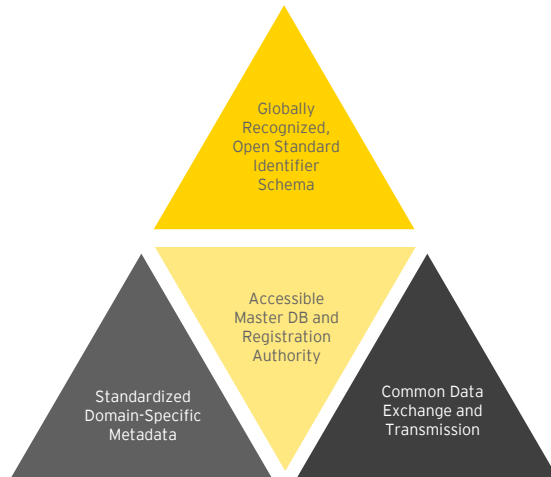 Globally
Recognized,
Open Standard
Identifier
Schema
Accessible
Master DB and
Registration
Authority
Standardized
Domain-Specific
Metadata
Common Data
Exchange and
Transmission